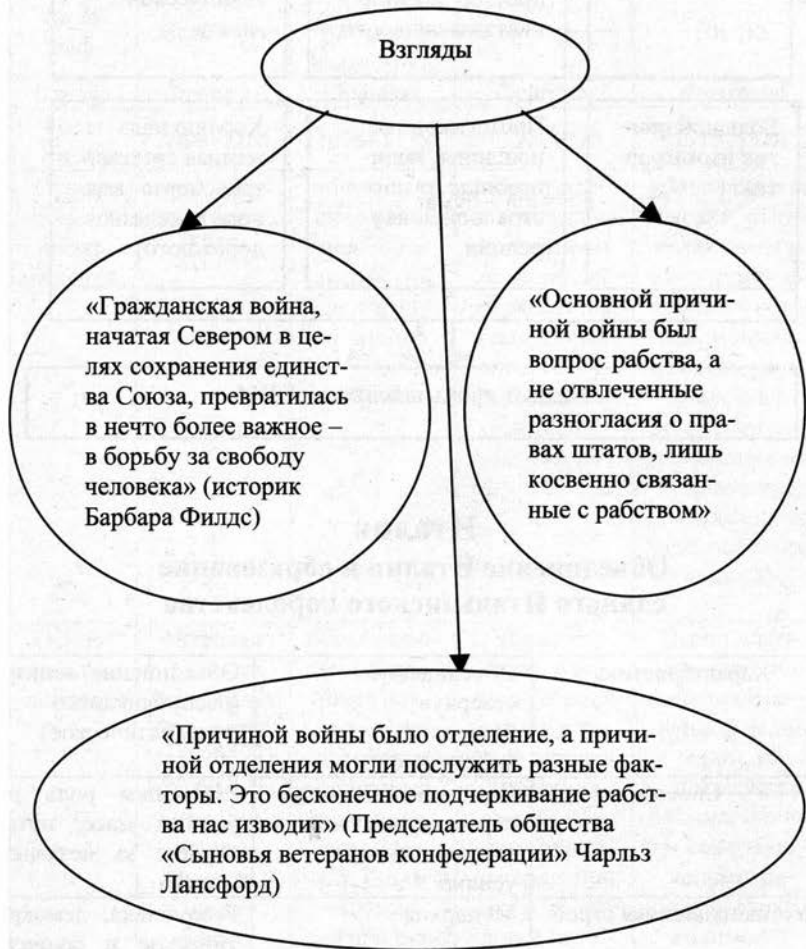 Взгляды
«Гражданская война,
начатая Севером в це-
лях сохранения единст-
ва Союза, превратилась
в нечто более важное –
в борьбу за свободу
человека» (историк
Барбара Филдс)
«Основной причи-
ной войны был
вопрос рабства, а
не отвлеченные
разногласия о пра-
вах штатов, лишь
косвенно связан-
ные с рабством»
«Причиной войны было отделение, а причи-
ной отделения могли послужить разные фак-
торы. Это бесконечное подчеркивание рабст-
ва нас изводит» (Председатель общества
«Сыновья ветеранов конфедерации» Чарльз
Лансфорд)